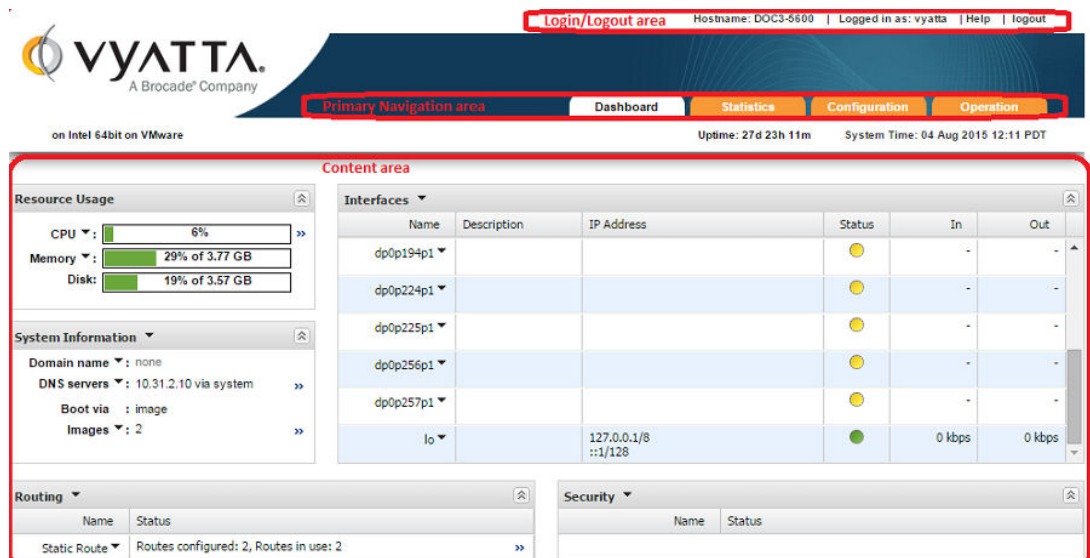 Login/Logout area Hostname: DOC3-5600 | Logged in as: vyatta | Help | logout
VYATTA.
A Brocade® Company
Primary Navigation area Dashboard Statistics Configuration Operation
on Intel 64bit on VMware Uptime: 27d 23h 11m System Time: 04 Aug 2015 12:11 PDT
Content area
Resource Usage
CPU : 6% »
Memory : 29% of 3.77 GB
Disk: 19% of 3.57 GB
System Information
Domain name : none
DNS servers : 10.31.2.10 via system »
Boot via : image
Images : 2 »
Interfaces
Name Description IP Address Status In Out
dp0p194p1 - -
dp0p224p1 - -
dp0p225p1 - -
dp0p256p1 - -
dp0p257p1 - -
lo 127.0.0.1/8 0 kbps 0 kbps
::1/128
Routing
Name Status
Static Route Routes configured: 2, Routes in use: 2 »
Security
Name Status